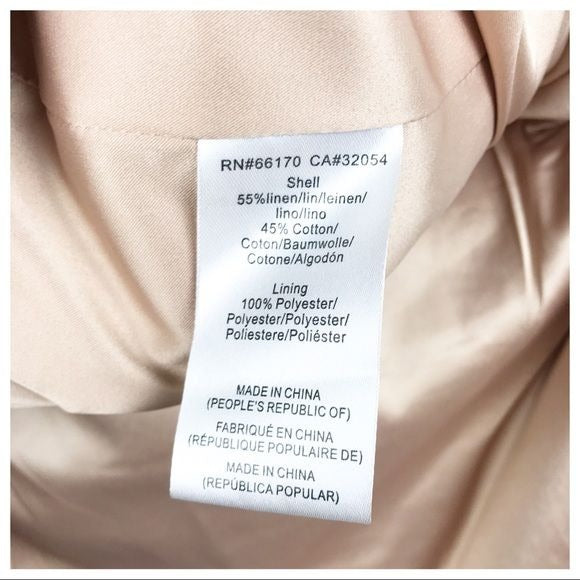 RN#66170 CA#32054
Shell
55%linen/lin/leinen/
lino/lino
45% Cotton/
Coton/Baumwolle/
Cotone/Algodón
Lining
100% Polyester/
Polyester/Polyester/
Poliestere/Poliéster
MADE IN CHINA
(PEOPLE'S REPUBLIC OF)
FABRIQUÉ EN CHINA
(RÉPUBLIQUE POPULAIRE DE)
MADE IN CHINA
(REPÚBLICA POPULAR)